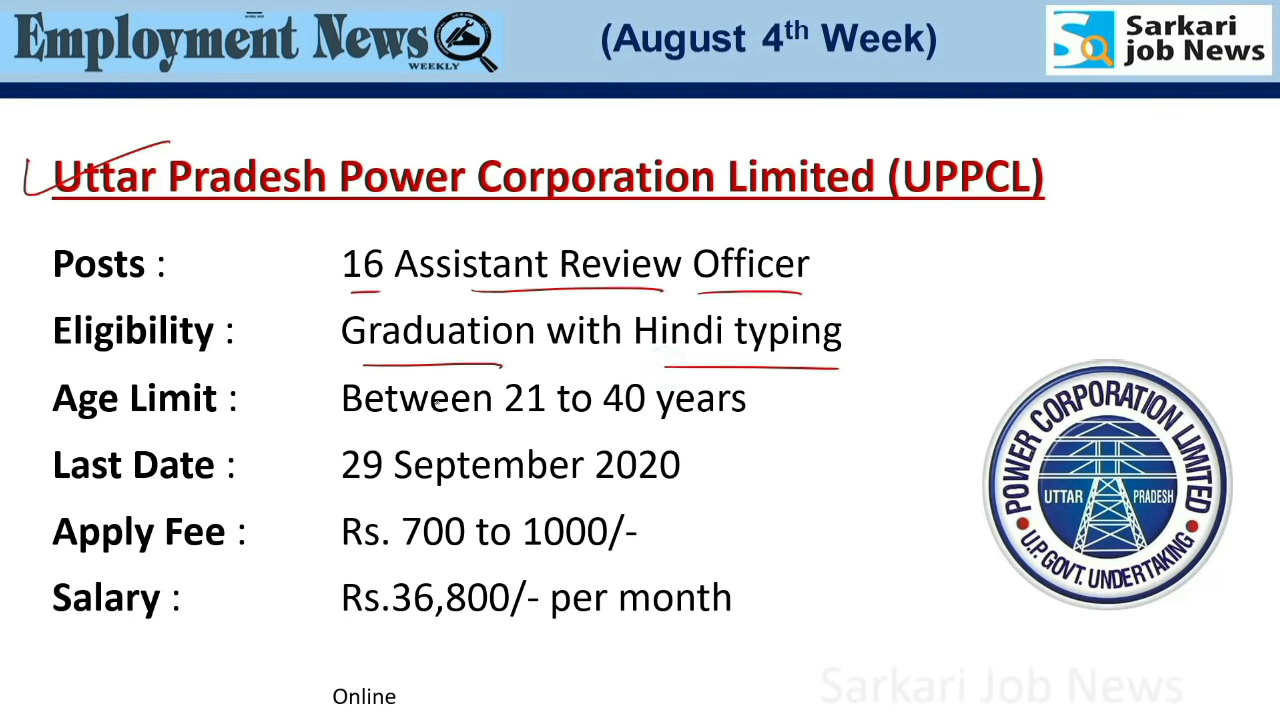 Employment News
WEEKLY
(August 4th Week)
Sarkari
job News
Uttar Pradesh Power Corporation Limited (UPPCL)
Posts : 16 Assistant Review Officer
Eligibility : Graduation with Hindi typing
Age Limit : Between 21 to 40 years
Last Date : 29 September 2020
Apply Fee : Rs. 700 to 1000/-
Salary : Rs.36,800/- per month
POWER CORPORATION LIMITED
UTTAR PRADESH
U.P. GOVT. UNDERTAKING
Online
Sarkari Job News